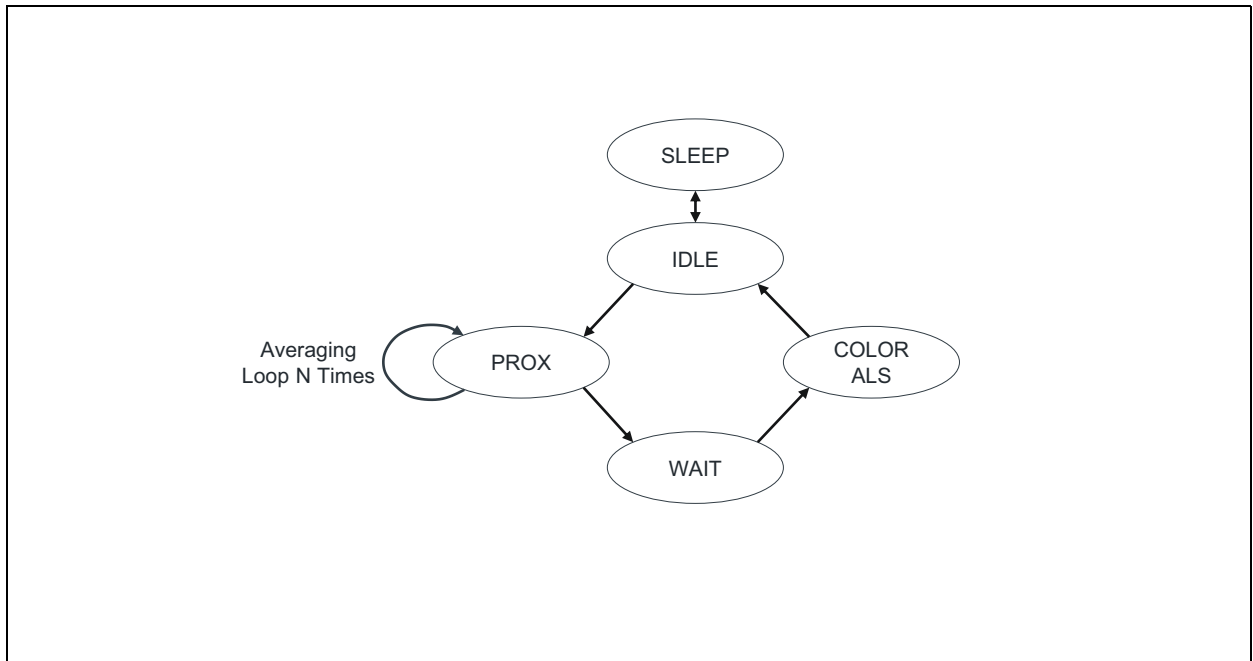 SLEEP
IDLE
Averaging
Loop N Times
PROX
COLOR
ALS
WAIT